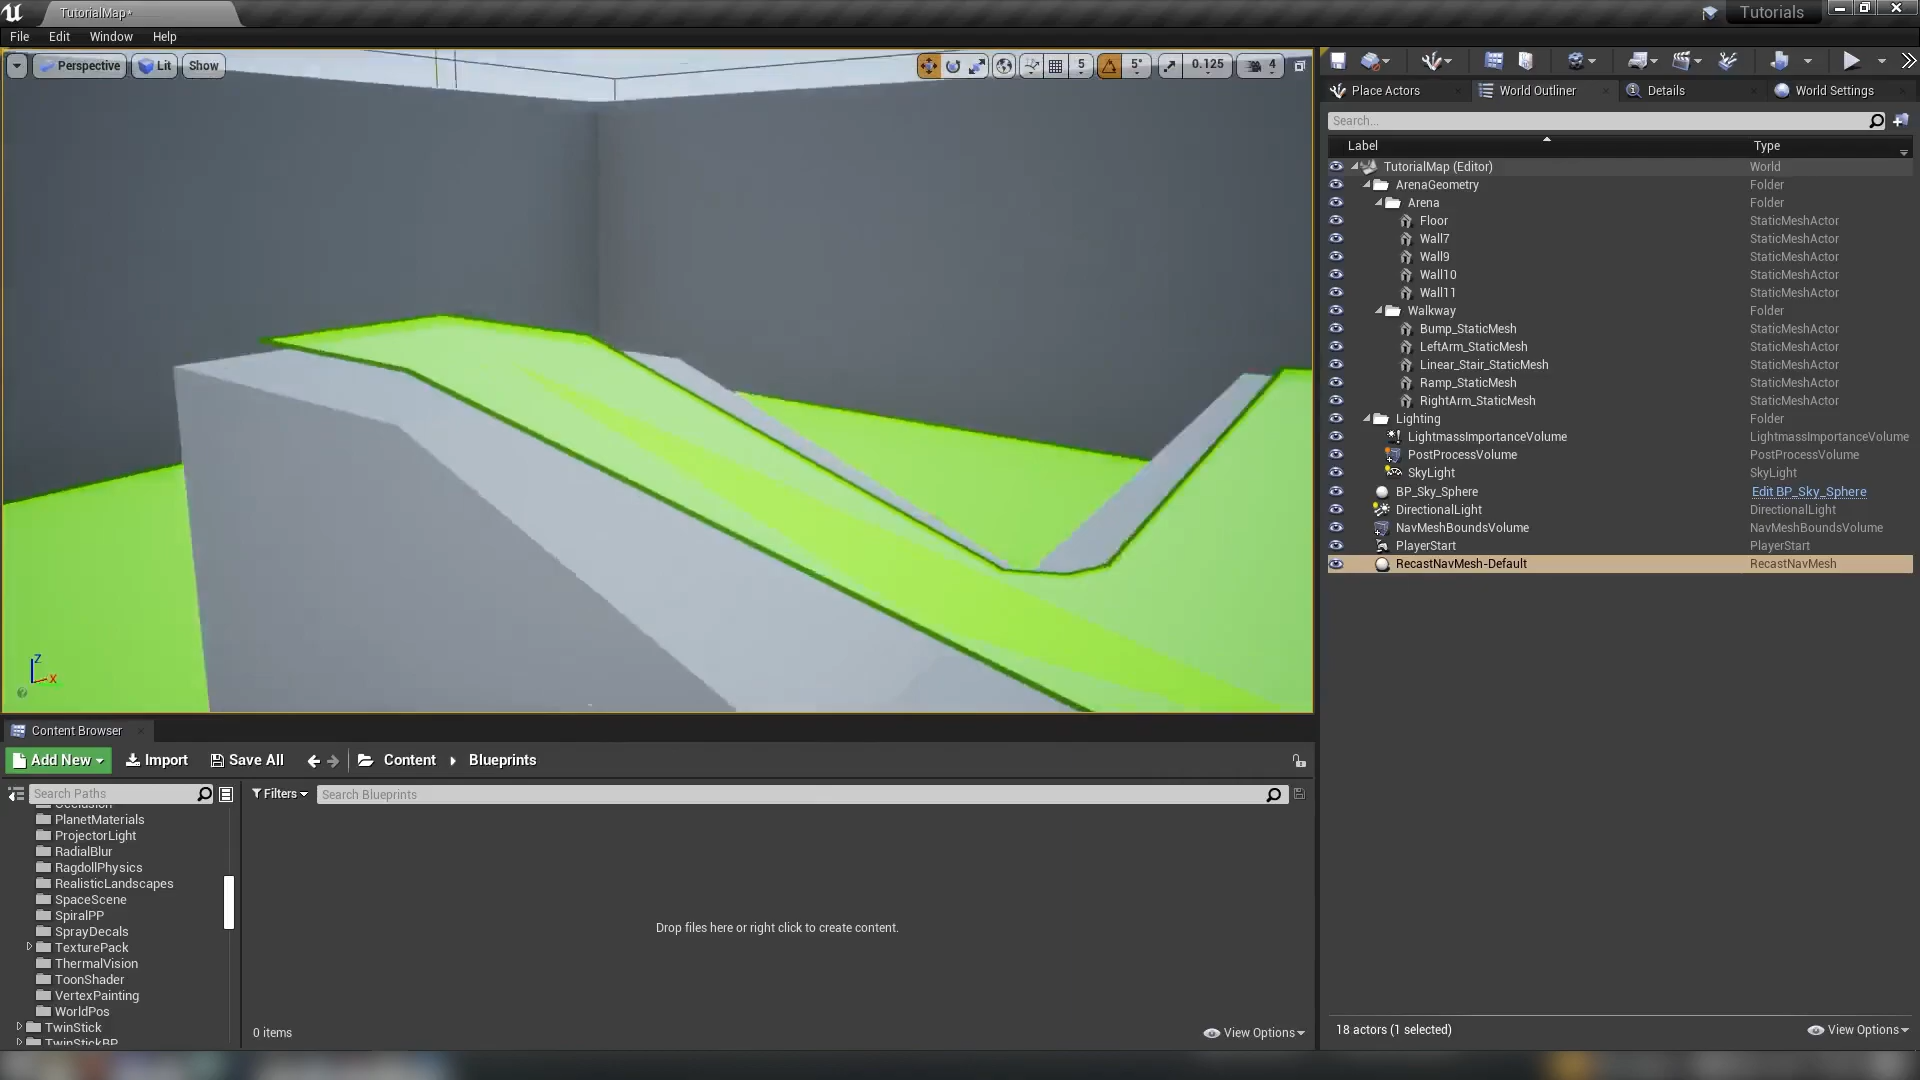 TutorialMap*
Tutorials
File Edit Window Help
Perspective Lit Show 5 5° 0.125 4
Place Actors World Outliner Details World Settings
Search...
Label Type
TutorialMap (Editor) World
ArenaGeometry Folder
Arena Folder
Floor StaticMeshActor
Wall7 StaticMeshActor
Wall9 StaticMeshActor
Wall10 StaticMeshActor
Wall11 StaticMeshActor
Walkway Folder
Bump_StaticMesh StaticMeshActor
LeftArm_StaticMesh StaticMeshActor
Linear_Stair_StaticMesh StaticMeshActor
Ramp_StaticMesh StaticMeshActor
RightArm_StaticMesh StaticMeshActor
Lighting Folder
LightmassImportanceVolume LightmassImportanceVolume
PostProcessVolume PostProcessVolume
SkyLight SkyLight
BP_Sky_Sphere Edit BP_Sky_Sphere
DirectionalLight DirectionalLight
NavMeshBoundsVolume NavMeshBoundsVolume
PlayerStart PlayerStart
RecastNavMesh-Default RecastNavMesh
18 actors (1 selected) View Options
Z
X
Content Browser
Add New Import Save All Content Blueprints
Search Paths Filters Search Blueprints
PlanetMaterials
ProjectorLight
RadialBlur
RagdollPhysics
RealisticLandscapes
SpaceScene
SpiralPP
SprayDecals
TexturePack
ThermalVision
ToonShader
VertexPainting
WorldPos
TwinStick
TwinStickBP
Drop files here or right click to create content.
0 items View Options